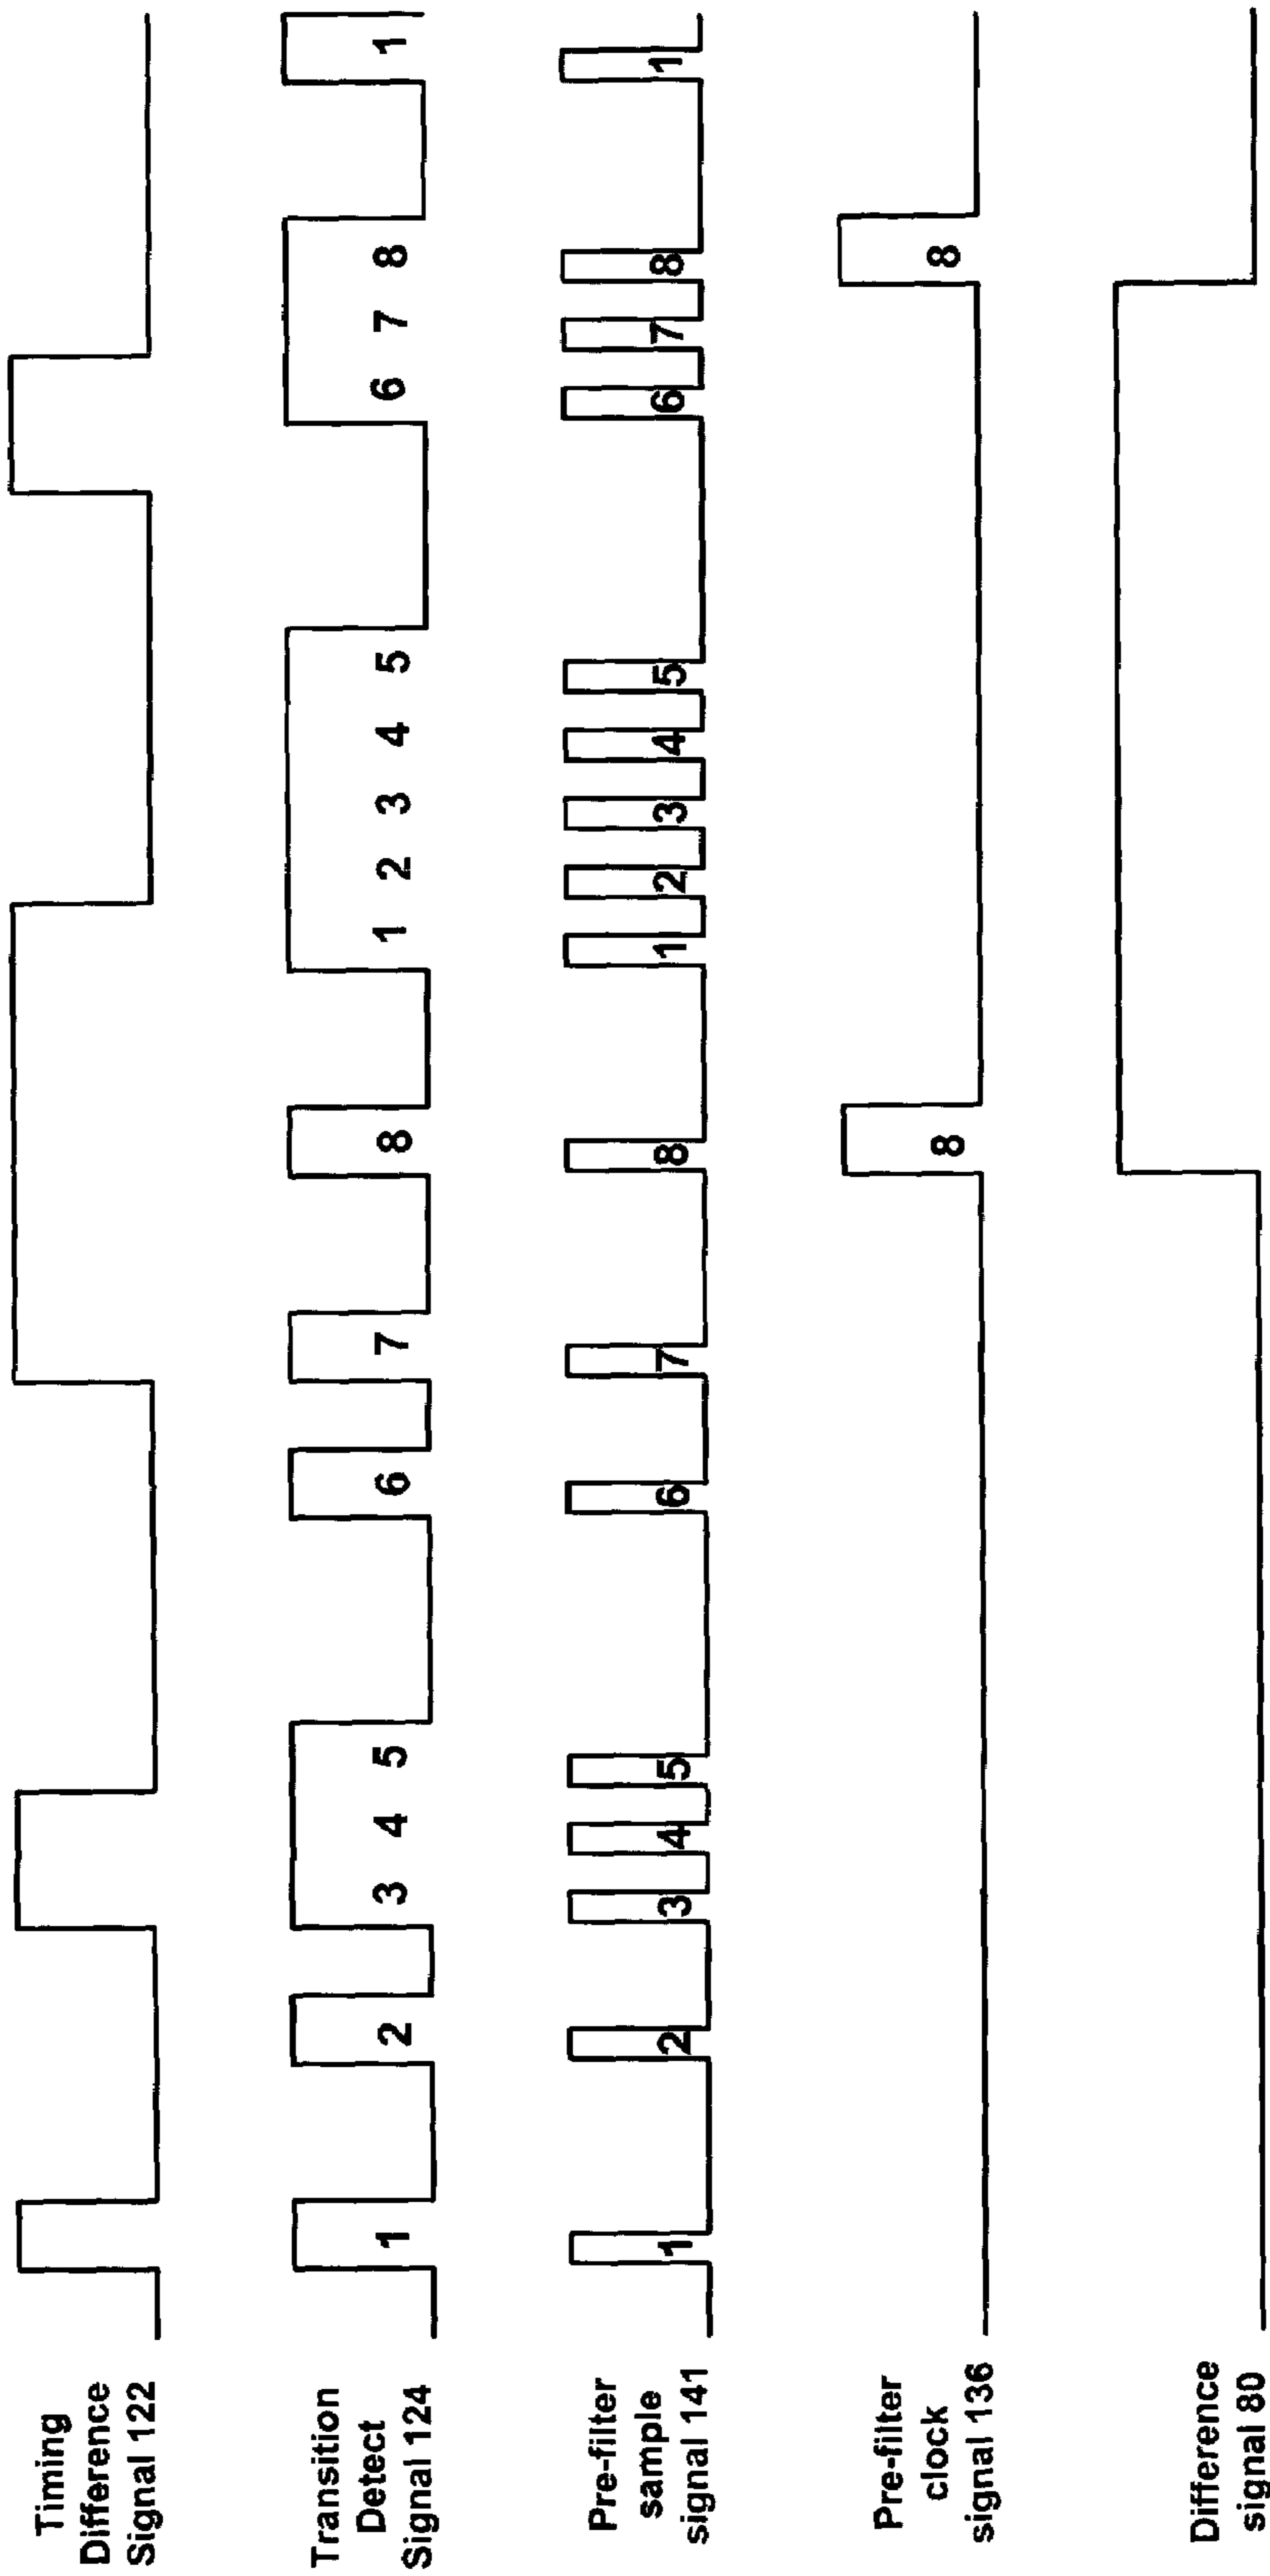 Timing
Difference
Signal 122
Transition
Detect
Signal 124
1 2 3 4 5 6 7 8 1 2 3 4 5 6 7 8 1
Pre-filter
sample
signal 141
1 2 3 4 5 6 7 8 1 2 3 4 5 6 7 8 1
Pre-filter
clock
signal 136
8 8
Difference
signal 80